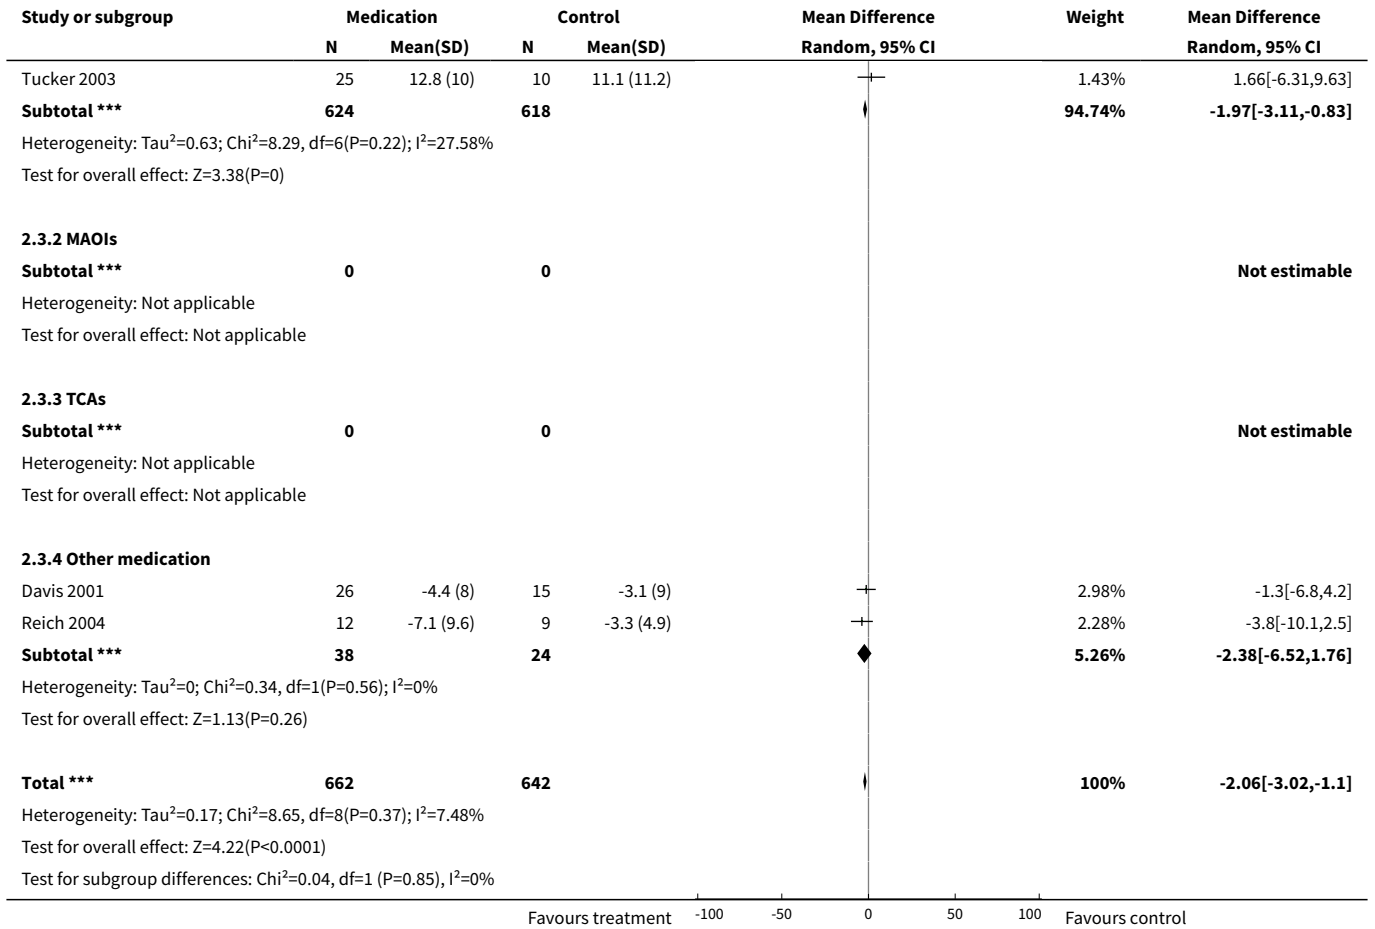 Study or subgroup Medication Control Mean Difference Weight Mean Difference
N Mean(SD) N Mean(SD) Random, 95% CI Random, 95% CI
Tucker 2003 25 12.8 (10) 10 11.1 (11.2) 1.43% 1.66[-6.31,9.63]
Subtotal *** 624 618 94.74% -1.97[-3.11,-0.83]
Heterogeneity: Tau²=0.63; Chi²=8.29, df=6(P=0.22); I²=27.58%
Test for overall effect: Z=3.38(P=0)
2.3.2 MAOIs
Subtotal *** 0 0 Not estimable
Heterogeneity: Not applicable
Test for overall effect: Not applicable
2.3.3 TCAs
Subtotal *** 0 0 Not estimable
Heterogeneity: Not applicable
Test for overall effect: Not applicable
2.3.4 Other medication
Davis 2001 26 -4.4 (8) 15 -3.1 (9) 2.98% -1.3[-6.8,4.2]
Reich 2004 12 -7.1 (9.6) 9 -3.3 (4.9) 2.28% -3.8[-10.1,2.5]
Subtotal *** 38 24 5.26% -2.38[-6.52,1.76]
Heterogeneity: Tau²=0; Chi²=0.34, df=1(P=0.56); I²=0%
Test for overall effect: Z=1.13(P=0.26)
Total *** 662 642 100% -2.06[-3.02,-1.1]
Heterogeneity: Tau²=0.17; Chi²=8.65, df=8(P=0.37); I²=7.48%
Test for overall effect: Z=4.22(P<0.0001)
Test for subgroup differences: Chi²=0.04, df=1 (P=0.85), I²=0%
Favours treatment -100 -50 0 50 100 Favours control